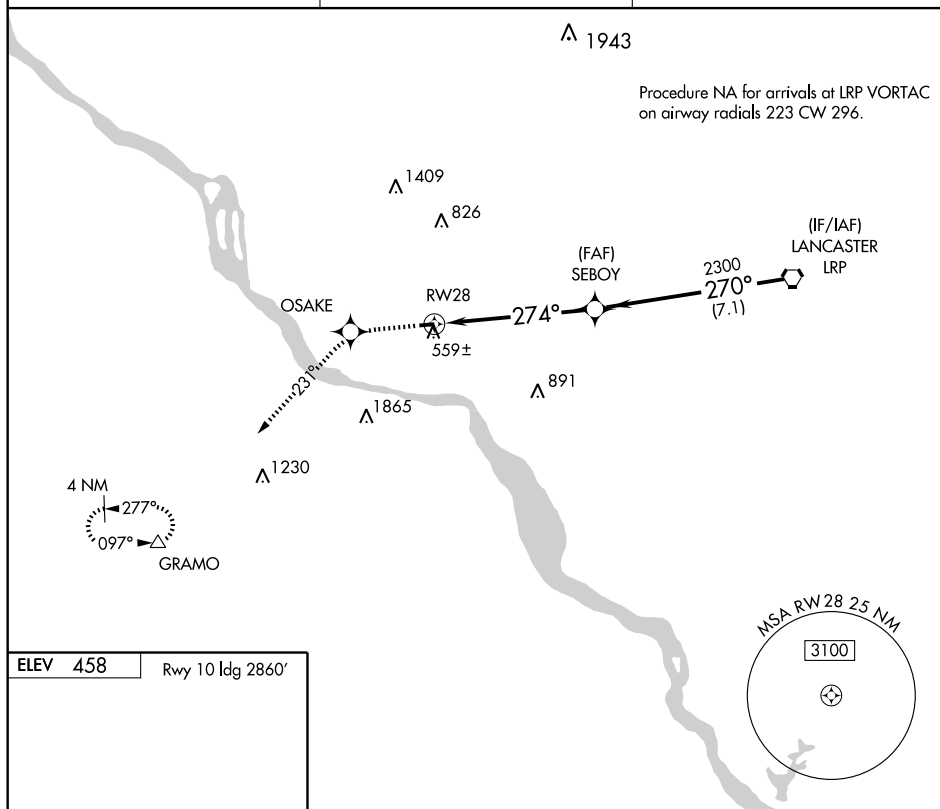 1943
Procedure NA for arrivals at LRP VORTAC
on airway radials 223 CW 296.
1409
826
(IF/IAF)
LANCASTER
LRP
(FAF)
SEBOY
2300
270°
(7.1)
OSAKE
RW28
274°
559±
231°
891
1865
1230
4 NM
277°
097°
GRAMO
MSA RW28 25 NM
3100
ELEV 458
Rwy 10 ldg 2860'